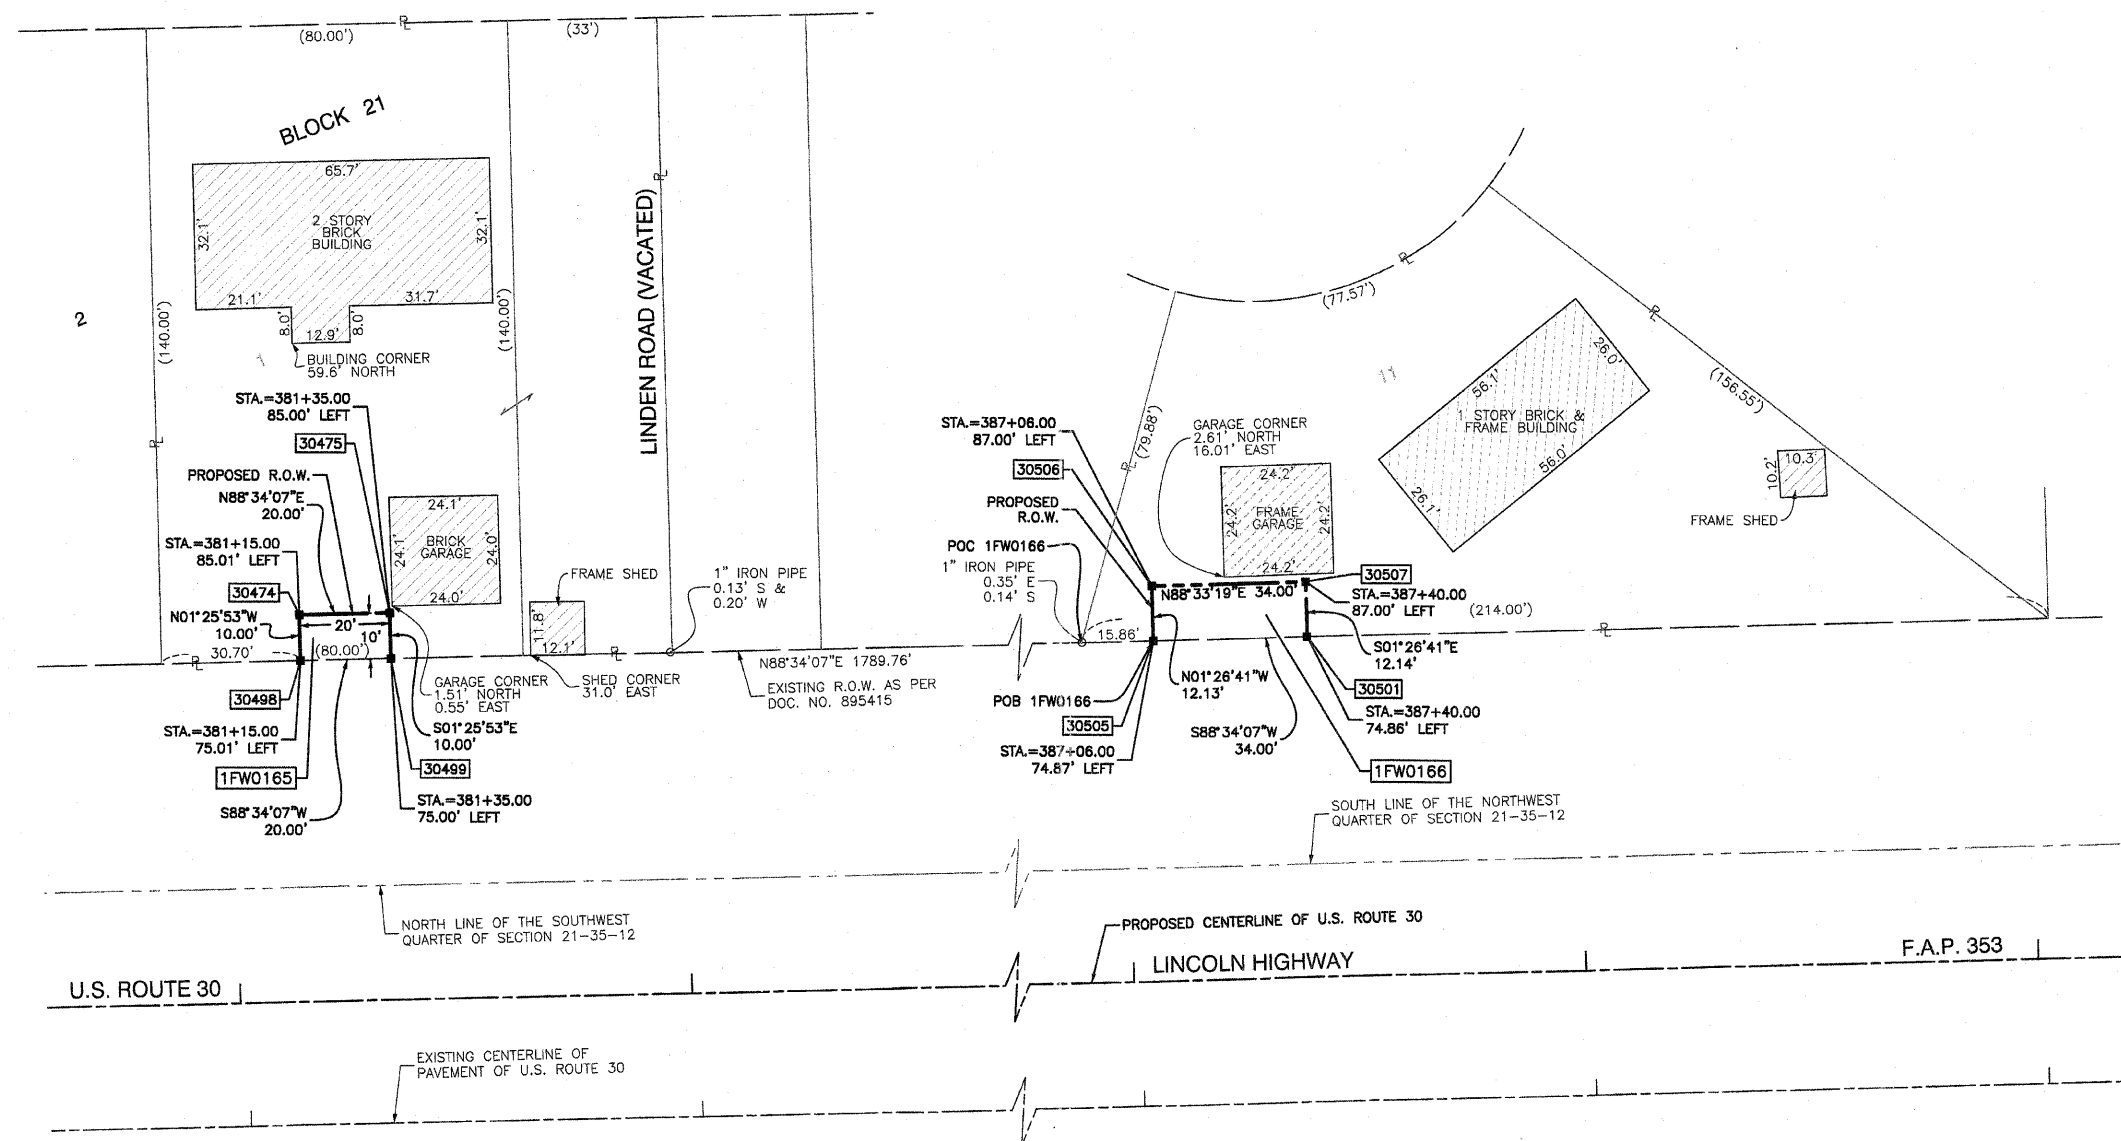 (80.00')
(33')
BLOCK 21
65.7'
2 STORY
BRICK
BUILDING
32.1'
32.1'
21.1'
31.7'
8.0'
8.0'
12.9'
BUILDING CORNER
59.6' NORTH
2
1
(140.00')
(140.00')
LINDEN ROAD (VACATED)
STA.=381+35.00
85.00' LEFT
30475
PROPOSED R.O.W.
N88°34'07"E
20.00'
STA.=381+15.00
85.01' LEFT
30474
N01°25'53"W
10.00'
24.1'
BRICK
GARAGE
24.1'
24.0'
24.0'
20'
10'
30.70'
(80.00')
30498
STA.=381+15.00
75.01' LEFT
1FW0165
S88°34'07"W
20.00'
GARAGE CORNER
1.51' NORTH
0.55' EAST
S01°25'53"E
10.00'
30499
STA.=381+35.00
75.00' LEFT
FRAME SHED
11.8'
12.1'
SHED CORNER
31.0' EAST
1" IRON PIPE
0.13' S &
0.20' W
N88°34'07"E 1789.76'
EXISTING R.O.W. AS PER
DOC. NO. 895415
(77.57')
11
56.1'
26.0'
1 STORY BRICK &
FRAME BUILDING
56.0'
26.1'
(156.55')
10.3'
10.2'
FRAME SHED
(79.88')
STA.=387+06.00
87.00' LEFT
30506
PROPOSED
R.O.W.
POC 1FW0166
1" IRON PIPE
0.35' E
0.14' S
GARAGE CORNER
2.61' NORTH
16.01' EAST
24.2'
FRAME
GARAGE
24.2'
24.2'
24.2'
N88°33'19"E 34.00'
30507
STA.=387+40.00
87.00' LEFT
(214.00')
15.86'
S01°26'41"E
12.14'
N01°26'41"W
12.13'
POB 1FW0166
30505
STA.=387+06.00
74.87' LEFT
S88°34'07"W
34.00'
30501
STA.=387+40.00
74.86' LEFT
1FW0166
SOUTH LINE OF THE NORTHWEST
QUARTER OF SECTION 21-35-12
NORTH LINE OF THE SOUTHWEST
QUARTER OF SECTION 21-35-12
PROPOSED CENTERLINE OF U.S. ROUTE 30
U.S. ROUTE 30
LINCOLN HIGHWAY
F.A.P. 353
EXISTING CENTERLINE OF
PAVEMENT OF U.S. ROUTE 30